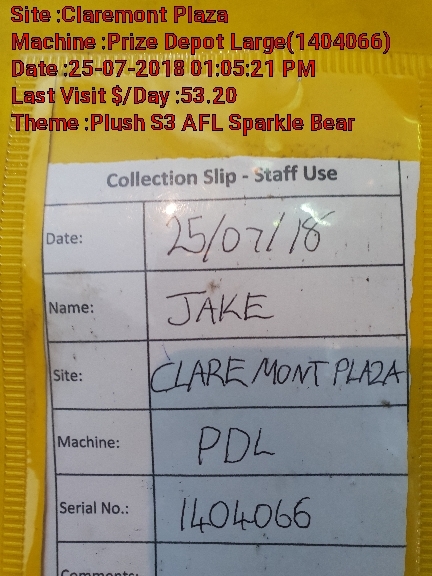 Site :Claremont Plaza
Machine :Prize Depot Large(1404066)
Date :25-07-2018 01:05:21 PM
Last Visit $/Day :53.20
Theme :Plush S3 AFL Sparkle Bear
Collection Slip - Staff Use
Date: 25/07/18
Name: JAKE
Site: CLAREMONT PLAZA
Machine: PDL
Serial No.: 1404066
Comments: